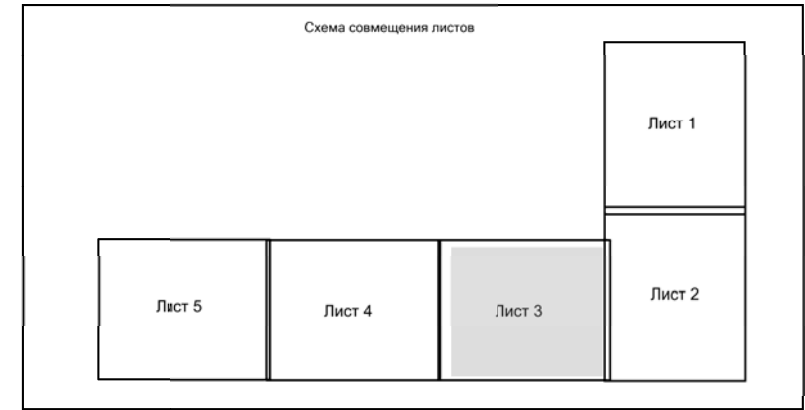 Схема совмещения листов
Лист 1
Лист 2
Лист 5
Лист 4
Лист 3